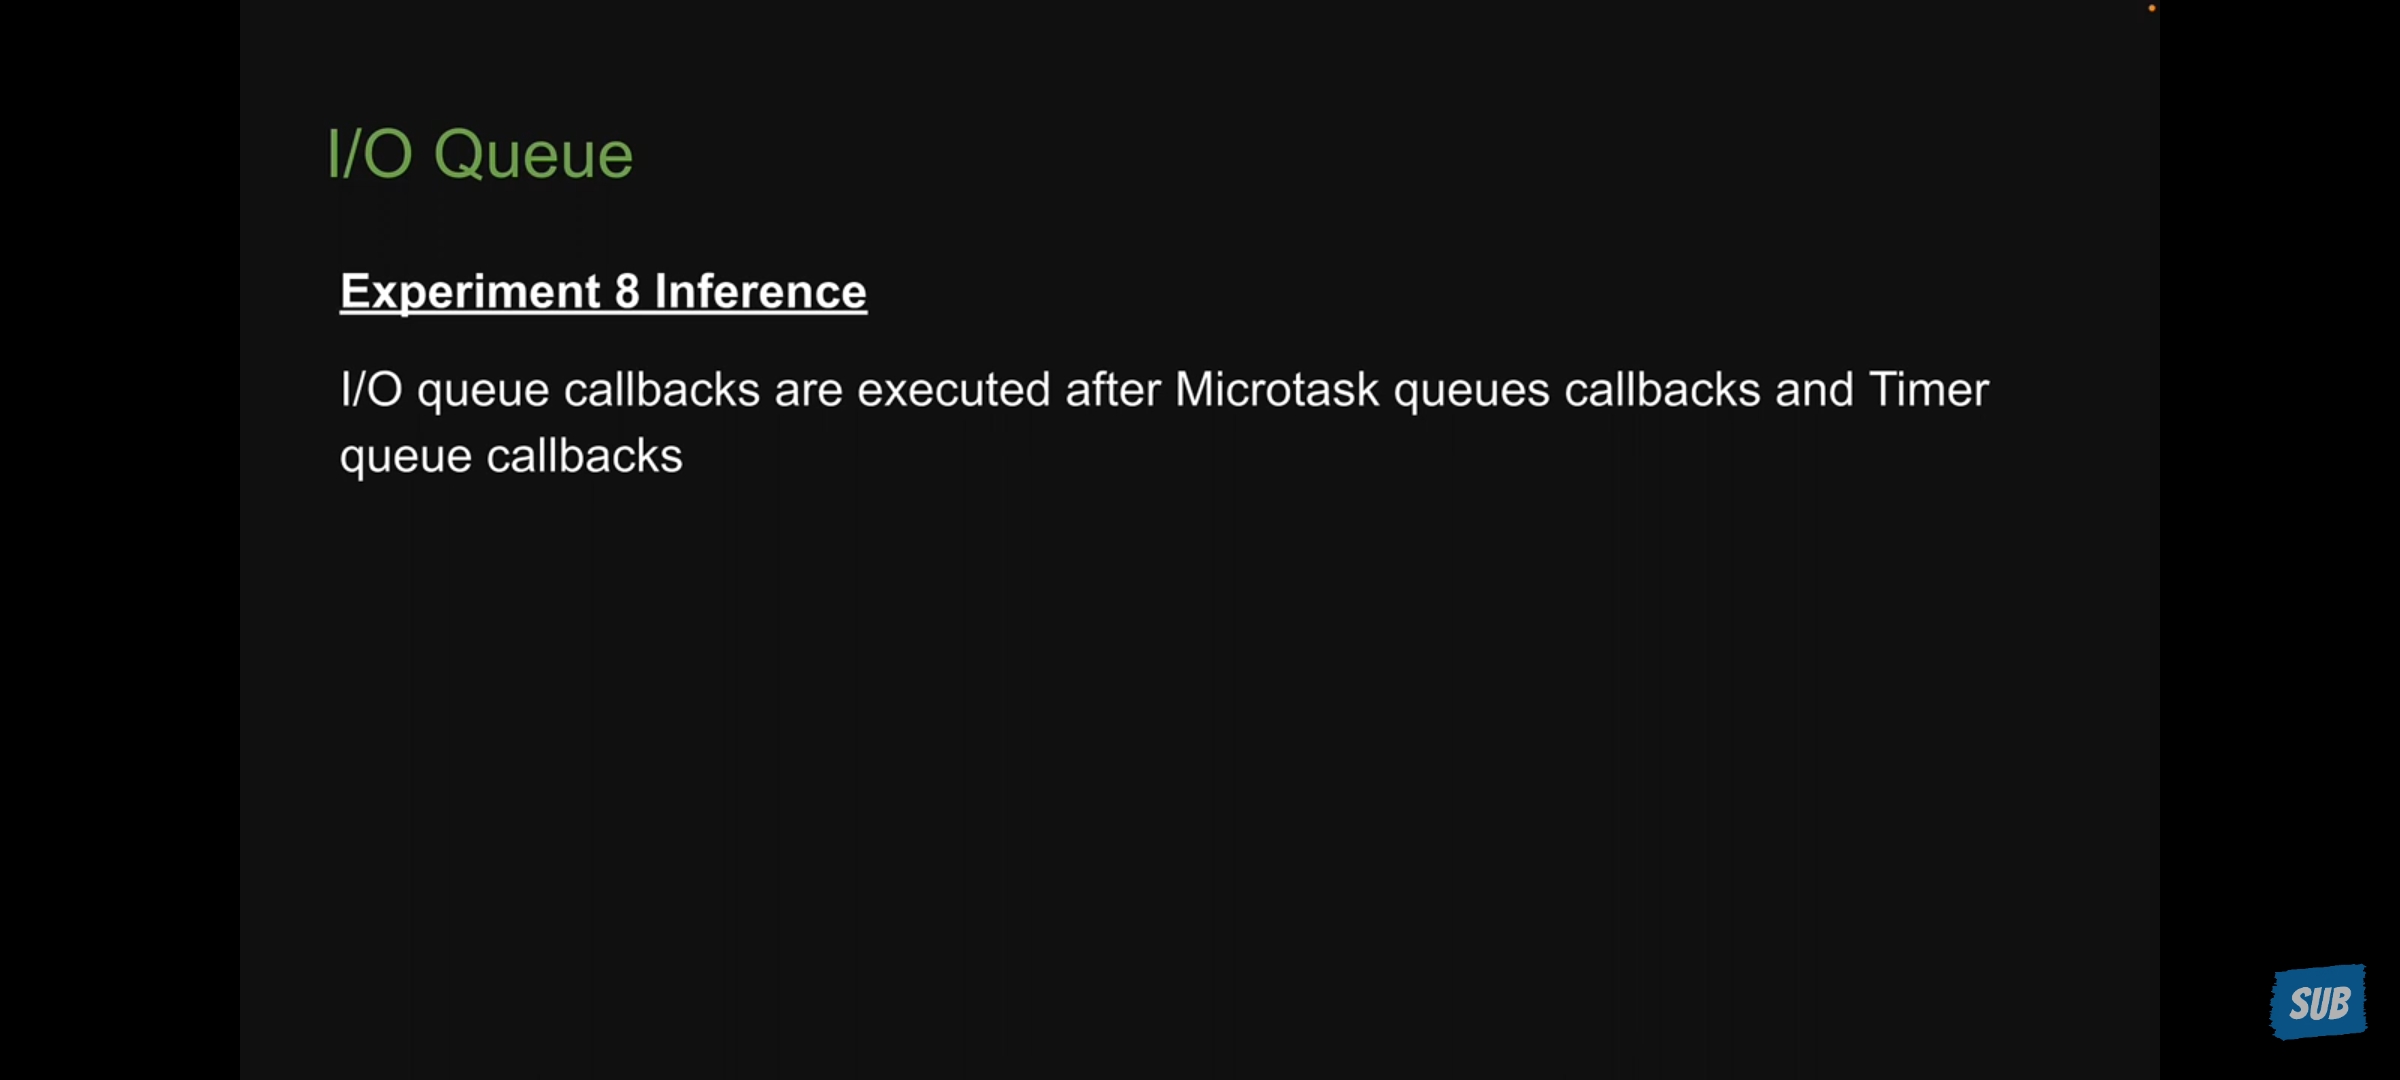 I/O Queue
Experiment 8 Inference
I/O queue callbacks are executed after Microtask queues callbacks and Timer
queue callbacks
SUB